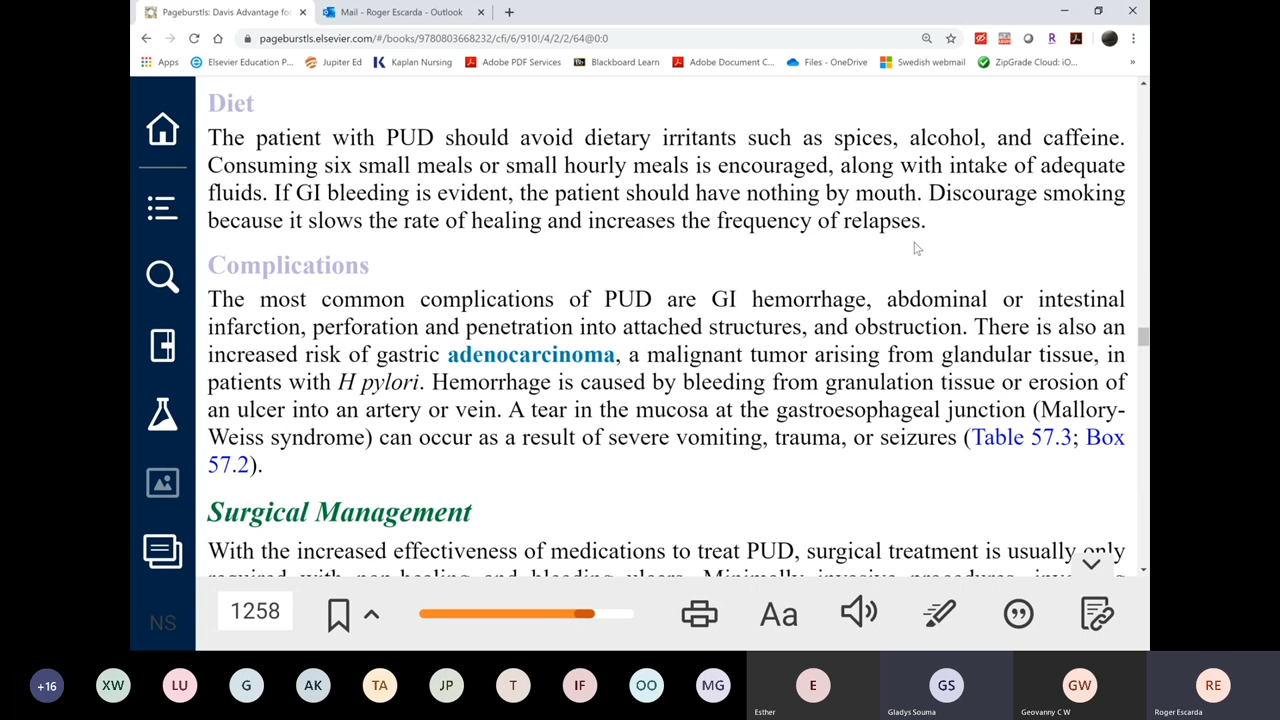 Pageburstls: Davis Advantage for
Mail - Roger Escarda - Outlook
pageburstls.elsevier.com/#/books/9780803668232/cfi/6/910!/4/2/2/64@0:0
Apps
Elsevier Education P...
Jupiter Ed
Kaplan Nursing
Adobe PDF Services
Blackboard Learn
Adobe Document C...
Files - OneDrive
Swedish webmail
ZipGrade Cloud: iO...
Diet
The patient with PUD should avoid dietary irritants such as spices, alcohol, and caffeine.
Consuming six small meals or small hourly meals is encouraged, along with intake of adequate
fluids. If GI bleeding is evident, the patient should have nothing by mouth. Discourage smoking
because it slows the rate of healing and increases the frequency of relapses.
Complications
The most common complications of PUD are GI hemorrhage, abdominal or intestinal
infarction, perforation and penetration into attached structures, and obstruction. There is also an
increased risk of gastric adenocarcinoma, a malignant tumor arising from glandular tissue, in
patients with H pylori. Hemorrhage is caused by bleeding from granulation tissue or erosion of
an ulcer into an artery or vein. A tear in the mucosa at the gastroesophageal junction (Mallory-
Weiss syndrome) can occur as a result of severe vomiting, trauma, or seizures (Table 57.3; Box
57.2).
Surgical Management
With the increased effectiveness of medications to treat PUD, surgical treatment is usually only
NS
1258
Aa
+16
XW
LU
G
AK
TA
JP
T
IF
OO
MG
E
Esther
GS
Gladys Souma
GW
Geovanny C W
RE
Roger Escarda